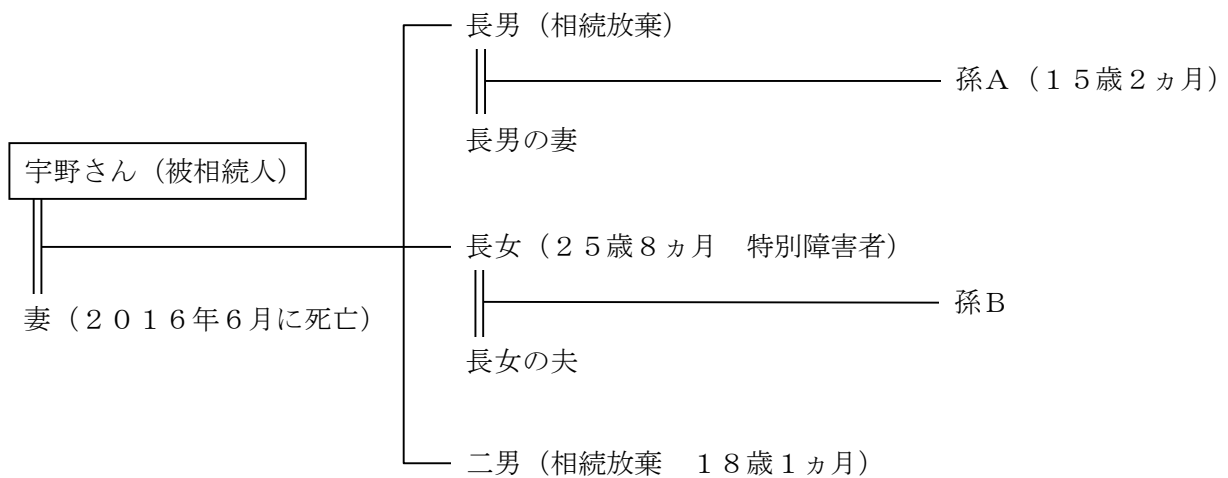 長男（相続放棄）
孫Ａ（１５歳２ヵ月）
長男の妻
宇野さん（被相続人）
長女（２５歳８ヵ月　特別障害者）
孫Ｂ
妻（２０１６年６月に死亡）
長女の夫
二男（相続放棄　１８歳１ヵ月）